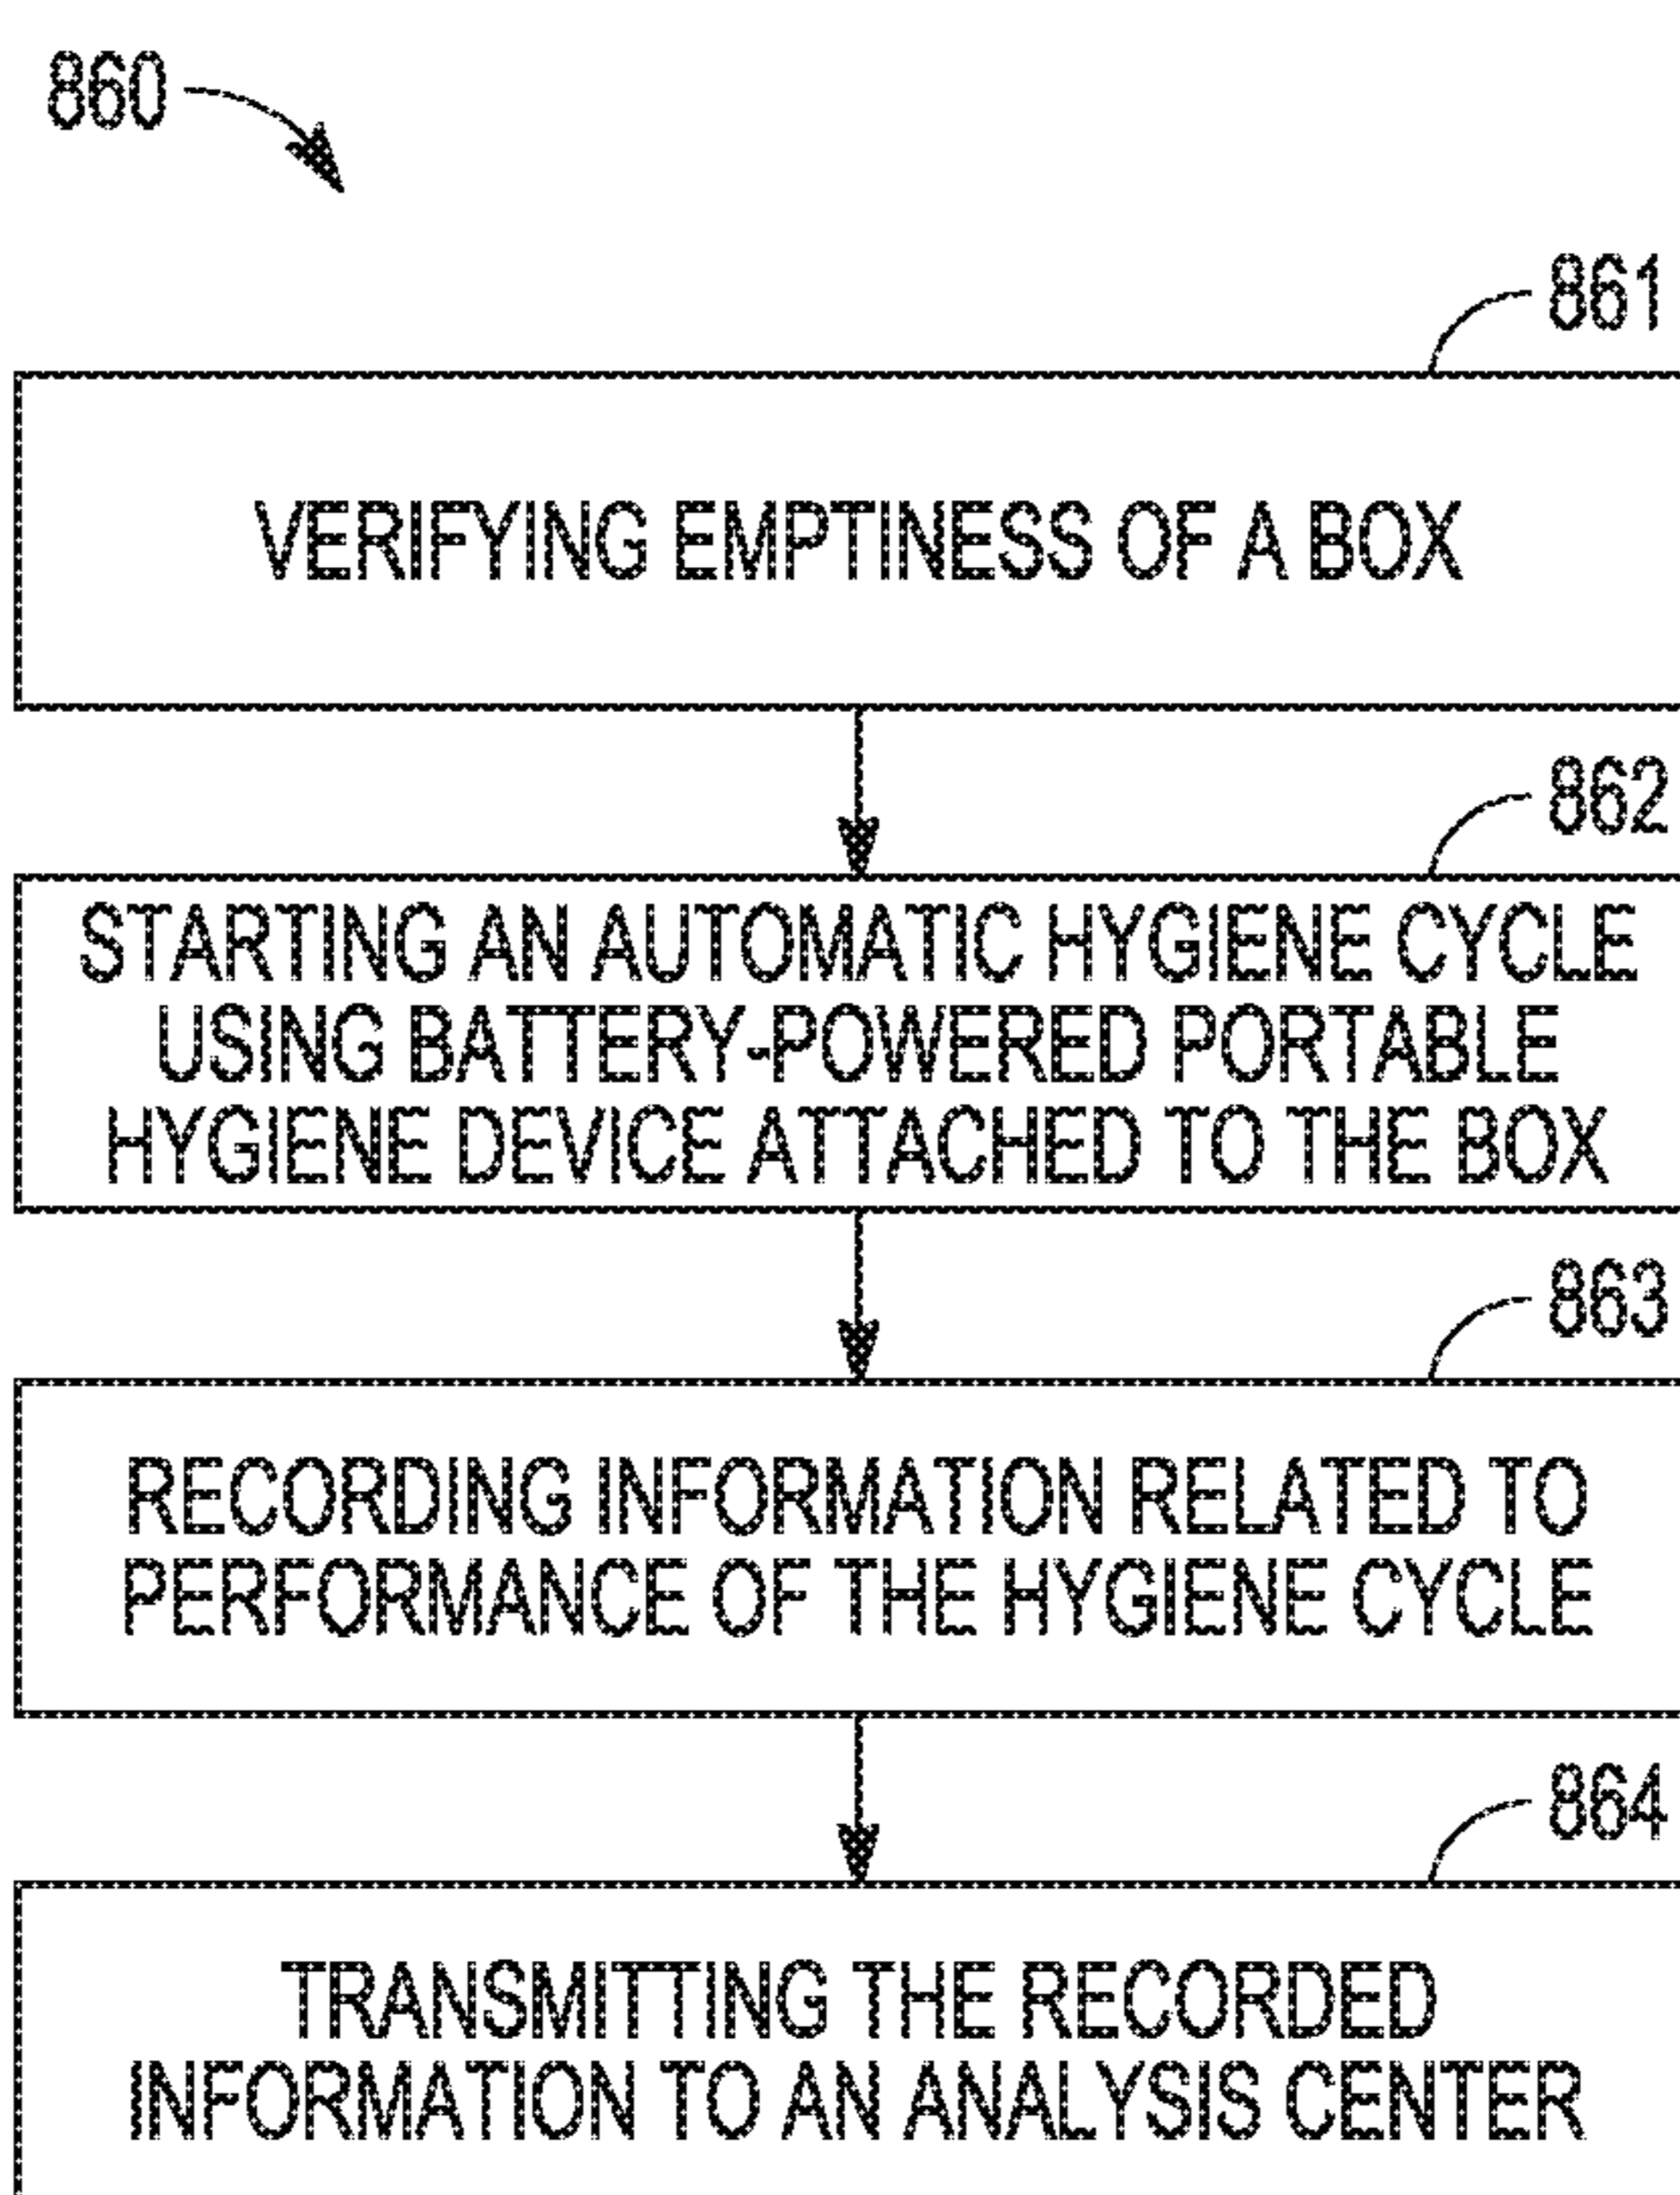 860
861
VERIFYING EMPTINESS OF A BOX
862
STARTING AN AUTOMATIC HYGIENE CYCLE
USING BATTERY-POWERED PORTABLE
HYGIENE DEVICE ATTACHED TO THE BOX
863
RECORDING INFORMATION RELATED TO
PERFORMANCE OF THE HYGIENE CYCLE
864
TRANSMITTING THE RECORDED
INFORMATION TO AN ANALYSIS CENTER